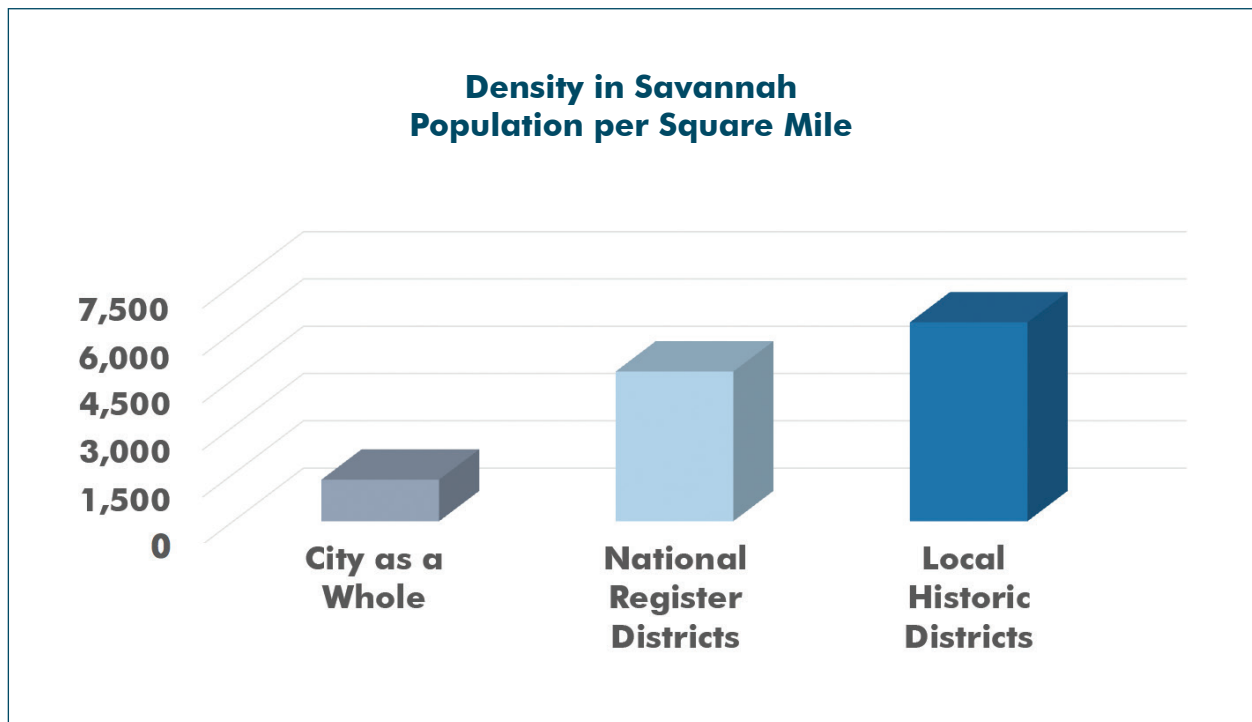 Density in Savannah
Population per Square Mile
7,500
6,000
4,500
3,000
1,500
0
City as a
Whole
National
Register
Districts
Local
Historic
Districts